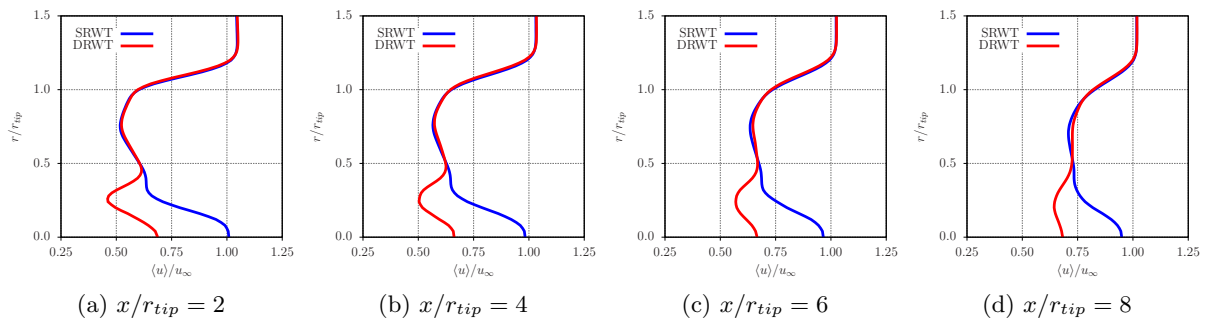 1.5
SRWT
DRWT
1.0
r/r_tip
0.5
0.0
0.25 0.50 0.75 1.00 1.25
⟨u⟩/u_∞
(a) x/r_tip = 2
1.5
SRWT
DRWT
1.0
r/r_tip
0.5
0.0
0.25 0.50 0.75 1.00 1.25
⟨u⟩/u_∞
(b) x/r_tip = 4
1.5
SRWT
DRWT
1.0
r/r_tip
0.5
0.0
0.25 0.50 0.75 1.00 1.25
⟨u⟩/u_∞
(c) x/r_tip = 6
1.5
SRWT
DRWT
1.0
r/r_tip
0.5
0.0
0.25 0.50 0.75 1.00 1.25
⟨u⟩/u_∞
(d) x/r_tip = 8